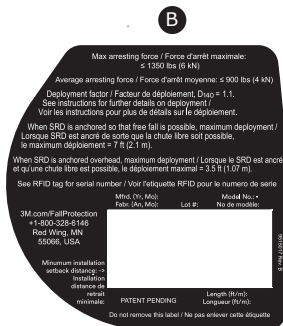 B
Max arresting force / Force d'arrêt maximale:
≤ 1350 lbs (6 kN)
Average arresting force / Force d'arrêt moyenne: ≤ 900 lbs (4 kN)
Deployment factor / Facteur de déploiement, D140 = 1.1.
See instructions for further details on deployment /
Voir les instructions pour plus de détails sur le déploiement.
When SRD is anchored so that free fall is possible, maximum deployment /
Lorsque SRD est ancré de sorte que la chute libre soit possible,
le maximum déploiement = 7 ft (2.1 m).
When SRD is anchored overhead, maximum deployment / Lorsque le SRD est ancré
et qu'une chute libre est possible, le déploiement maximal = 3.5 ft (1.07 m).
See RFID tag for serial number / Voir l'etiquette RFID pour le numero de serie
Mfrd. (Yr, Mo): Lot #: Model No.:
Fabr. (An, Mo): No de modèle:
3M.com/FallProtection
+1-800-328-6146
Red Wing, MN
55066, USA
Minumum installation
setback distancg: ->
Installation
distance de
retrait
minimale:
PATENT PENDING
Length (ft/m):
Longueur (ft/m):
Do not remove this label / Ne pas enlever cette étiquette
Rev. B